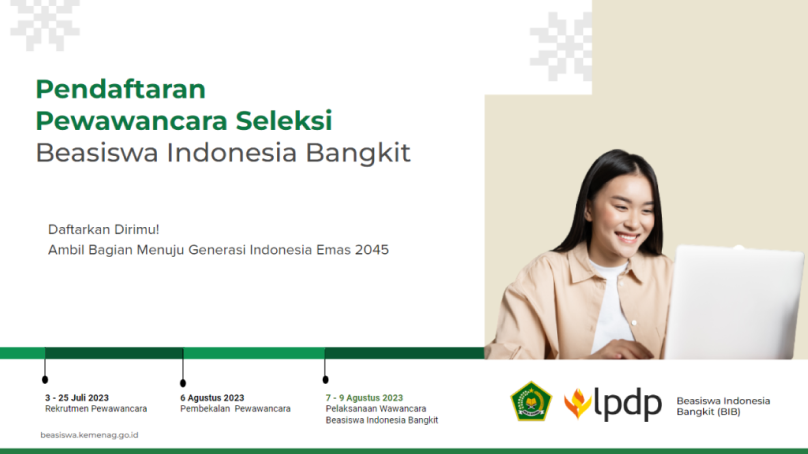 Pendaftaran
Pewawancara Seleksi
Beasiswa Indonesia Bangkit
Daftarkan Dirimu!
Ambil Bagian Menuju Generasi Indonesia Emas 2045
3 - 25 Juli 2023
Rekrutmen Pewawancara
6 Agustus 2023
Pembekalan Pewawancara
7 - 9 Agustus 2023
Pelaksanaan Wawancara
Beasiswa Indonesia Bangkit
lpdp
Beasiswa Indonesia
Bangkit (BIB)
beasiswa.kemenag.go.id